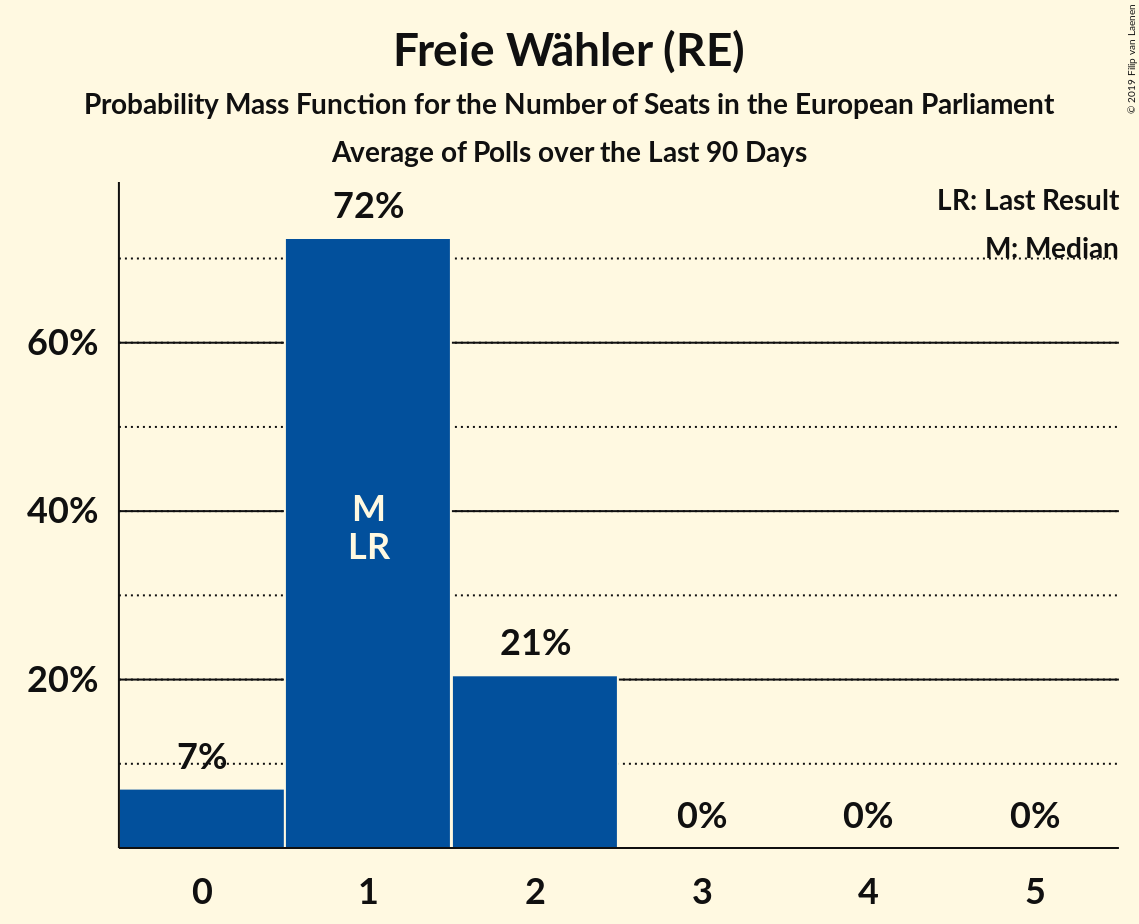 Freie Wähler (RE)
Probability Mass Function for the Number of Seats in the European Parliament
Average of Polls over the Last 90 Days
© 2019 Filip van Laenen
LR: Last Result
M: Median
72%
60%
40%
20%
M
LR
21%
7%
0%
0%
0%
0
1
2
3
4
5